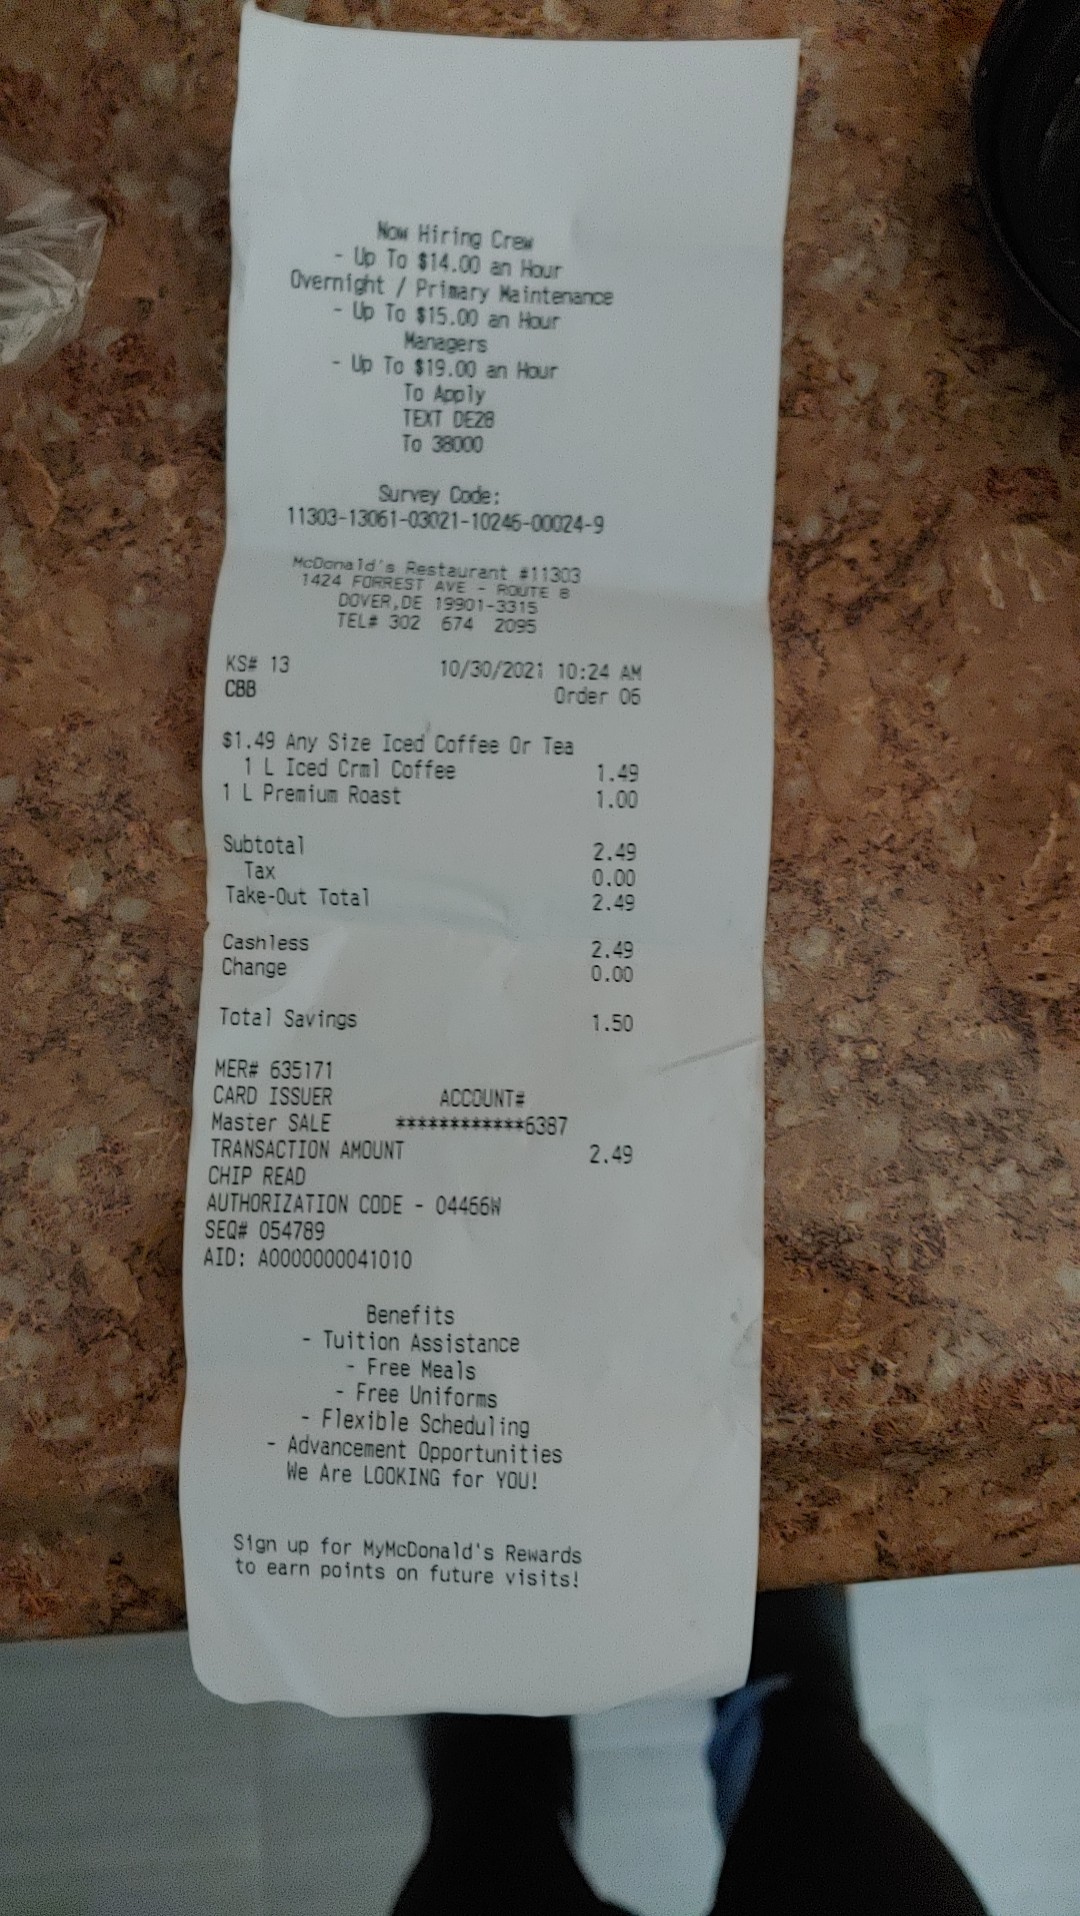 Now Hiring Crew
- Up To $14.00 an Hour
Overnight / Primary Maintenance
- Up To $15.00 an Hour
Managers
- Up To $19.00 an Hour
To Apply
TEXT DE28
To 38000
Survey Code:
11303-13061-03021-10246-00024-9
McDonald's Restaurant #11303
1424 FORREST AVE - ROUTE 8
DOVER,DE 19901-3315
TEL# 302 674 2095
KS# 13 10/30/2021 10:24 AM
CBB Order 06
$1.49 Any Size Iced Coffee Or Tea
1 L Iced Crml Coffee 1.49
1 L Premium Roast 1.00
Subtotal 2.49
Tax 0.00
Take-Out Total 2.49
Cashless 2.49
Change 0.00
Total Savings 1.50
MER# 635171
CARD ISSUER ACCOUNT#
Master SALE ************6387
TRANSACTION AMOUNT 2.49
CHIP READ
AUTHORIZATION CODE - 04466W
SEQ# 054789
AID: A0000000041010
Benefits
- Tuition Assistance
- Free Meals
- Free Uniforms
- Flexible Scheduling
- Advancement Opportunities
We Are LOOKING for YOU!
Sign up for MyMcDonald's Rewards
to earn points on future visits!